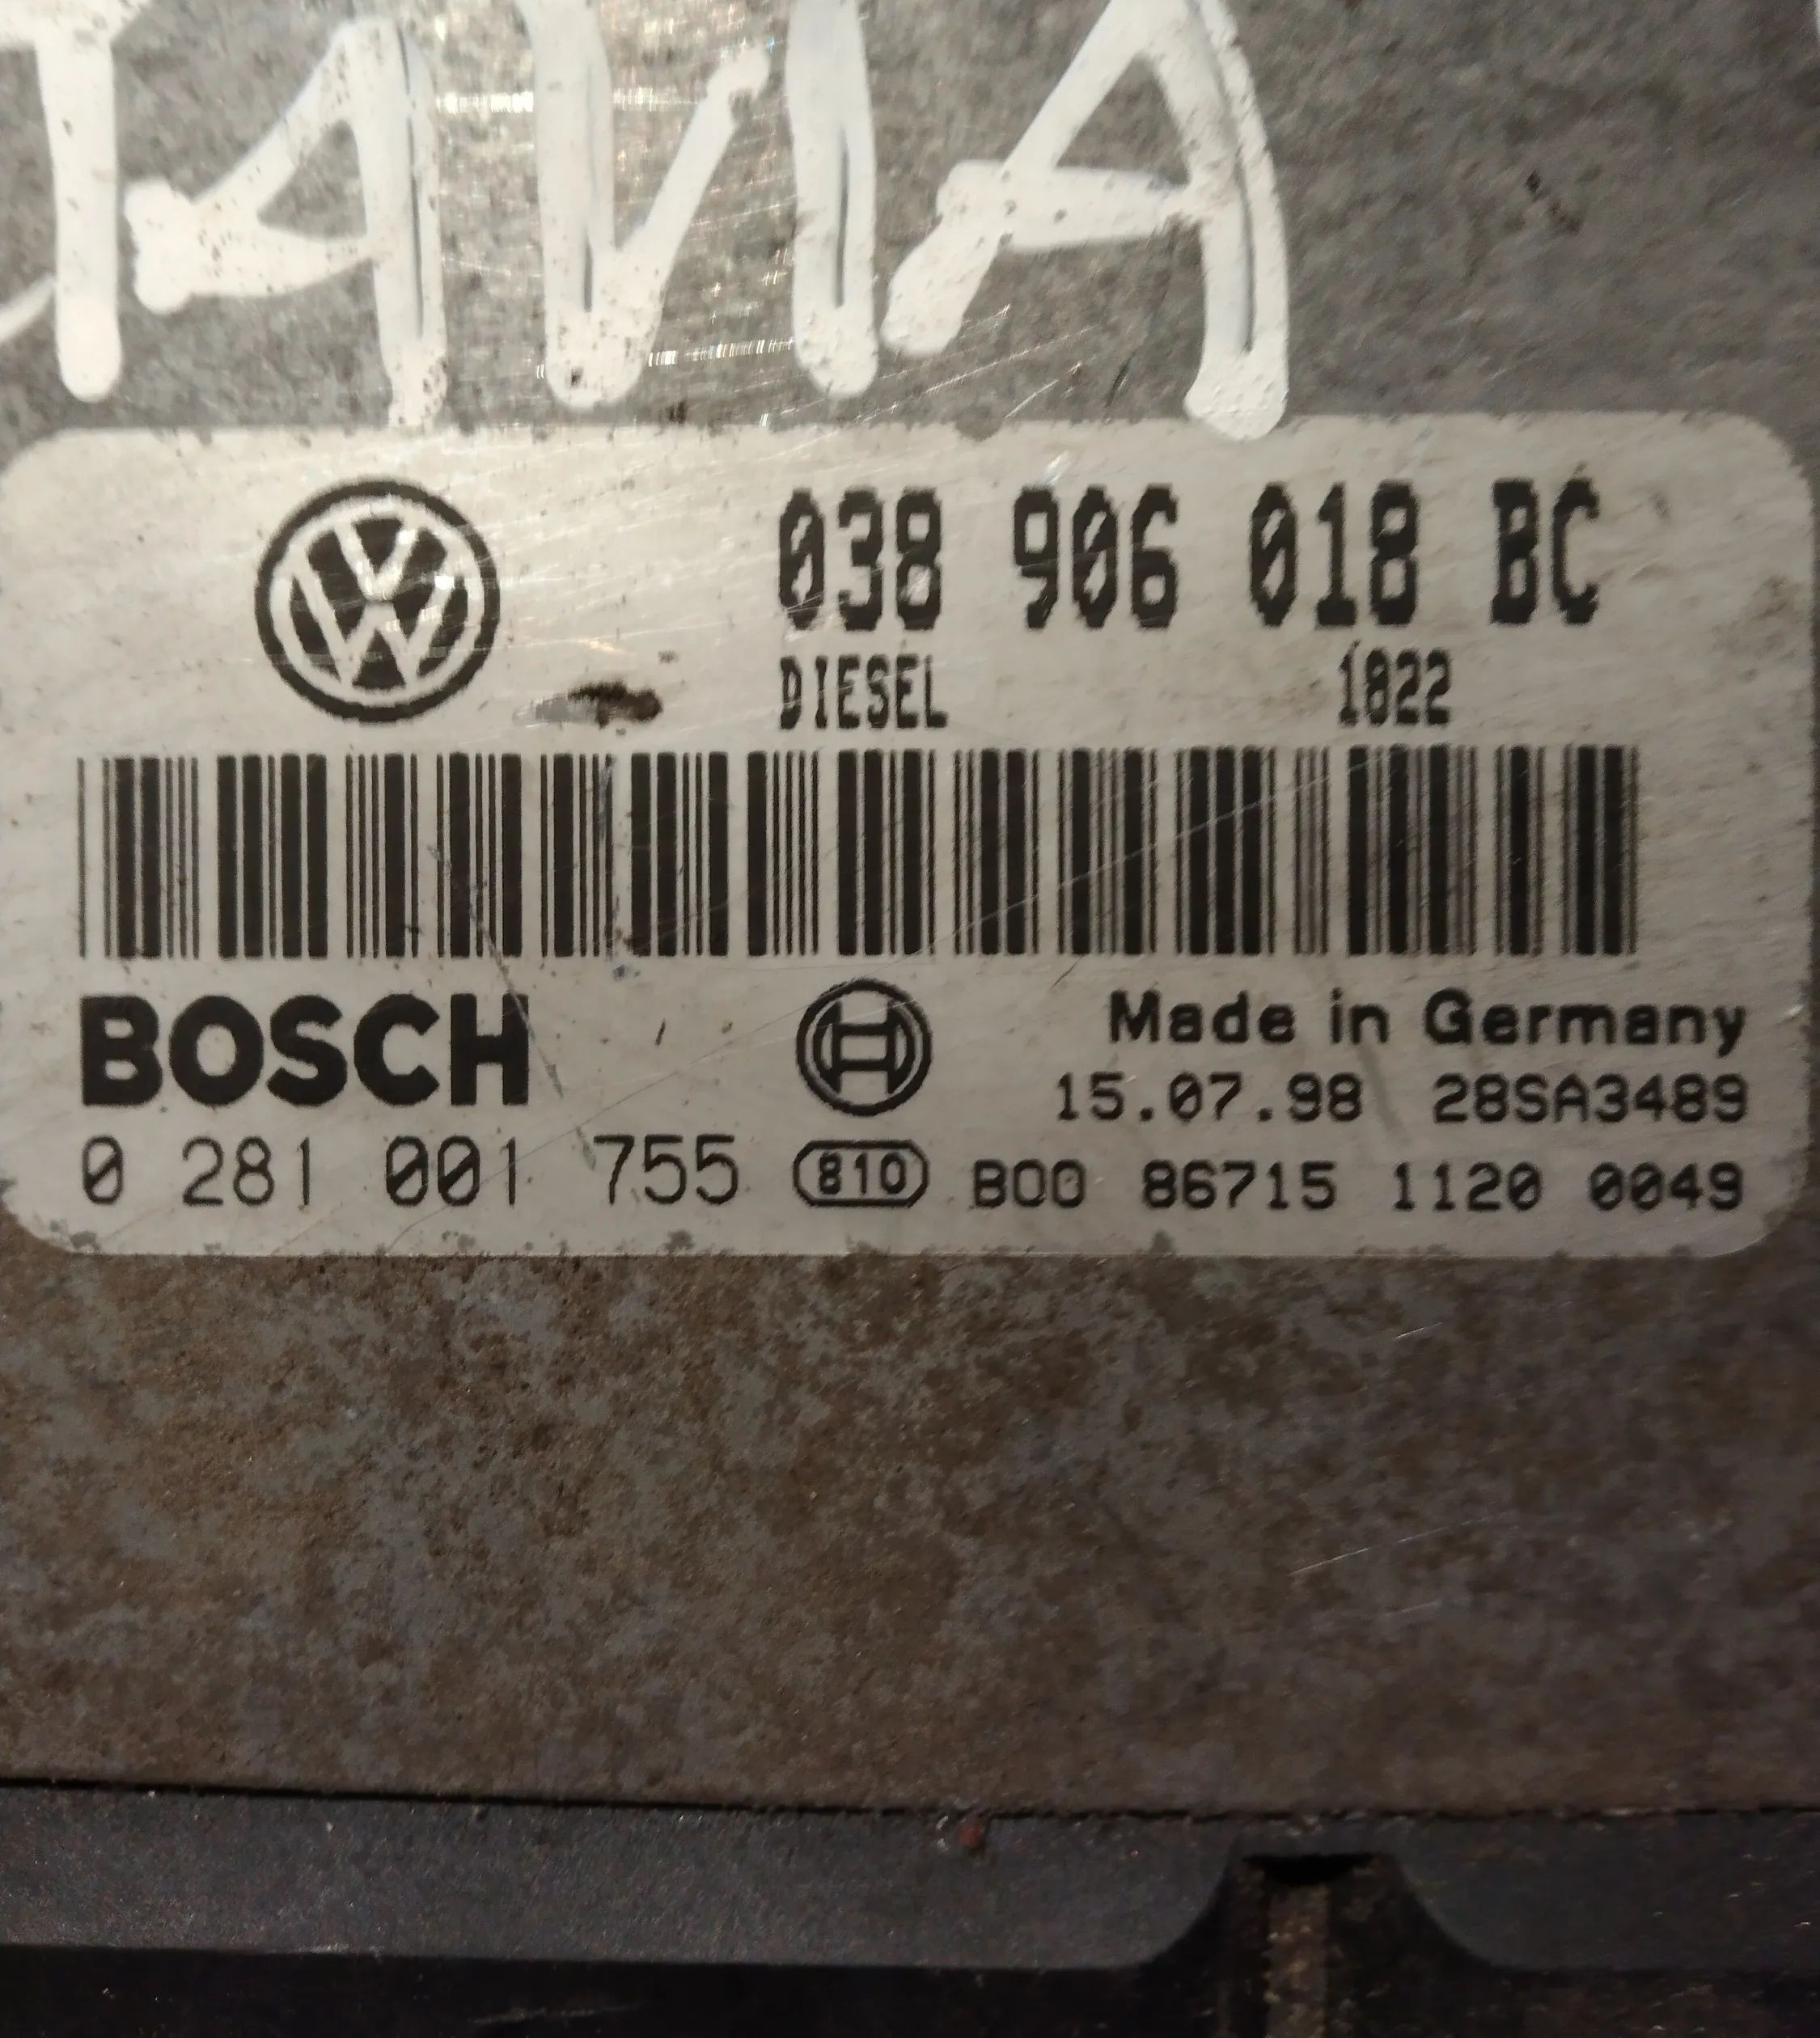 TAVIA
038 906 018 BC
DIESEL 1822
BOSCH Made in Germany
15.07.98 28SA3489
0 281 001 755 810 B00 86715 1120 0049